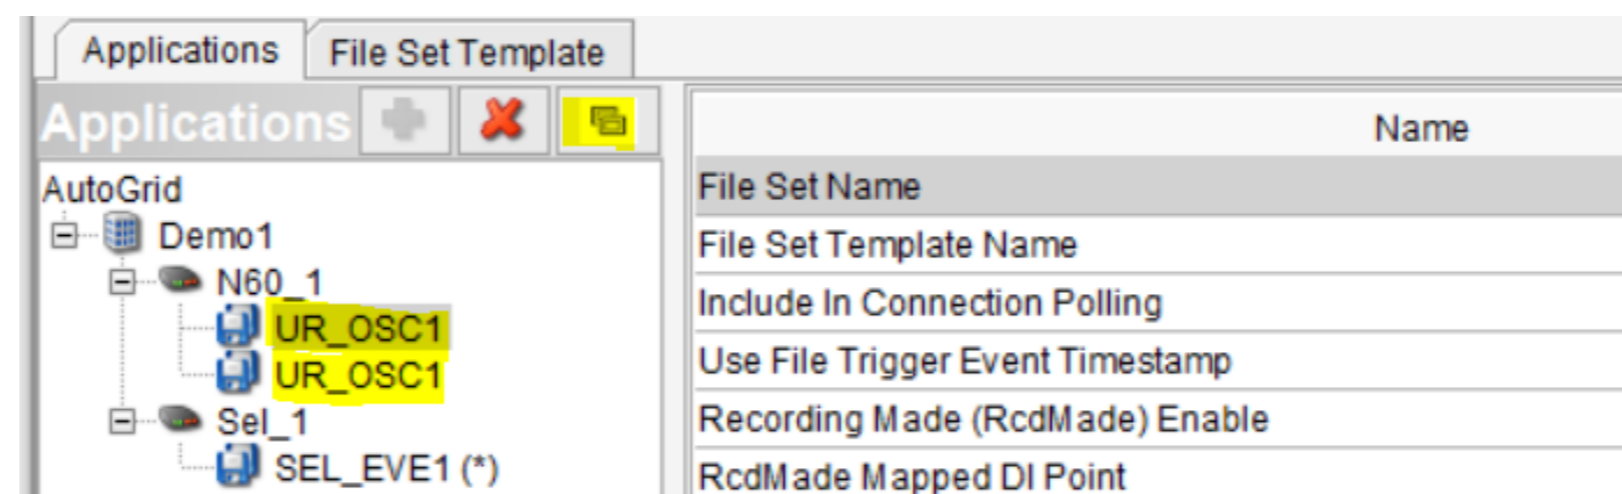 Applications File Set Template
Applications
AutoGrid
Demo1
N60_1
UR_OSC1
UR_OSC1
Sel_1
SEL_EVE1 (*)
Name
File Set Name
File Set Template Name
Include In Connection Polling
Use File Trigger Event Timestamp
Recording Made (RcdMade) Enable
RcdMade Mapped DI Point